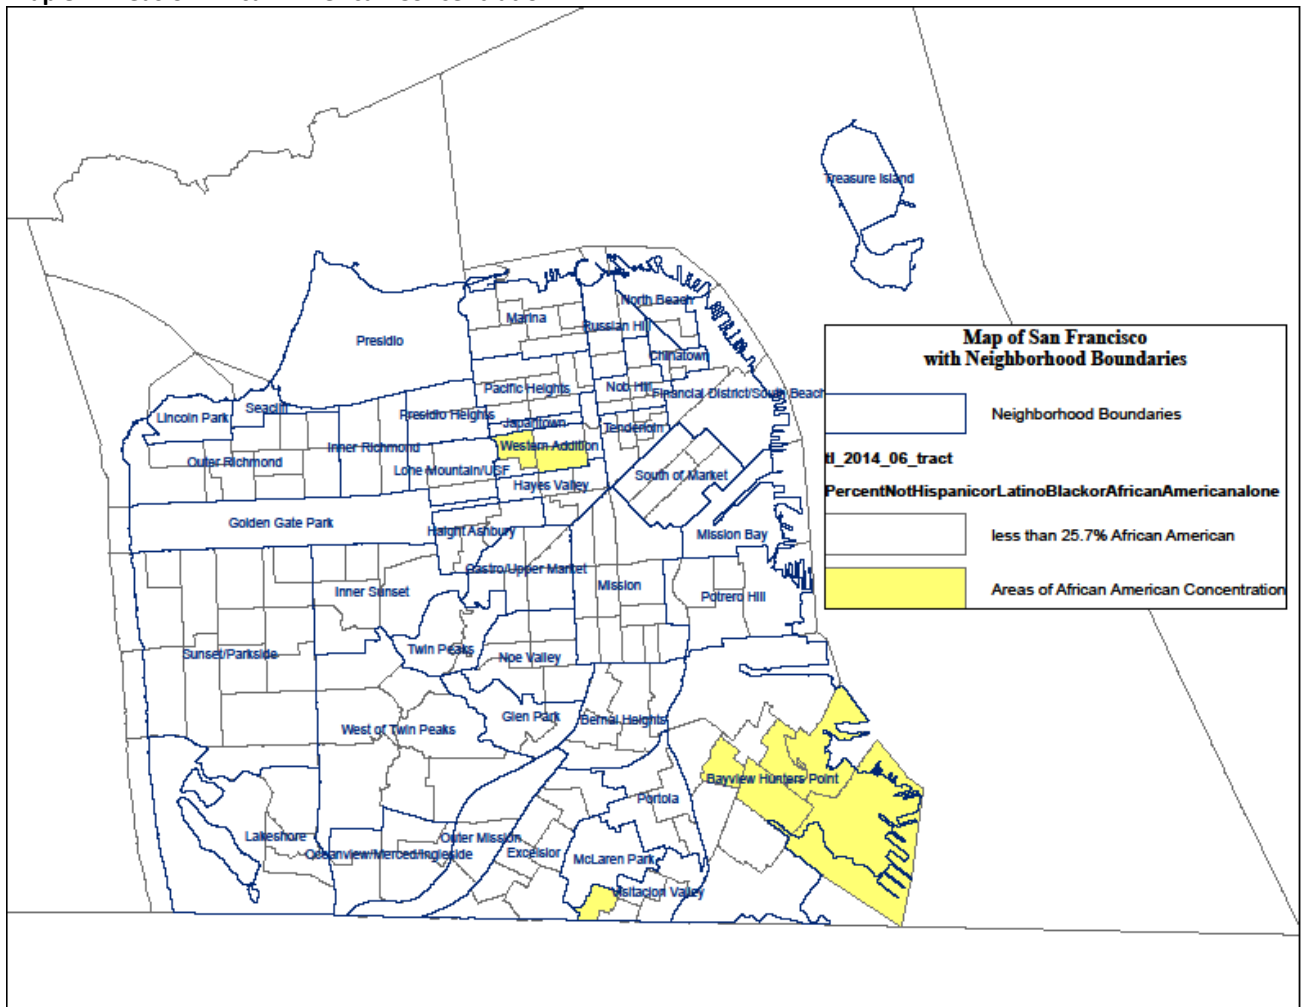 Treasure Island
North Beach
Marina
Russian Hill
Presidio
Chinatown
Pacific Heights
Nob Hill
Financial District/South Beach
Seacliff
Presidio Heights
Lincoln Park
Japantown
Tenderloin
Inner Richmond
Western Addition
Outer Richmond
Lone Mountain/USF
South of Market
Hayes Valley
Golden Gate Park
Haight Ashbury
Mission Bay
Castro/Upper Market
Inner Sunset
Mission
Potrero Hill
Twin Peaks
Sunset/Parkside
Noe Valley
Glen Park
Bernal Heights
West of Twin Peaks
Bayview Hunters Point
Portola
Lakeshore
Outer Mission
Oceanview/Merced/Ingleside
Excelsior
McLaren Park
Visitacion Valley
Map of San Francisco
with Neighborhood Boundaries
Neighborhood Boundaries
tl_2014_06_tract
PercentNotHispanicorLatinoBlackorAfricanAmericanalone
less than 25.7% African American
Areas of African American Concentration